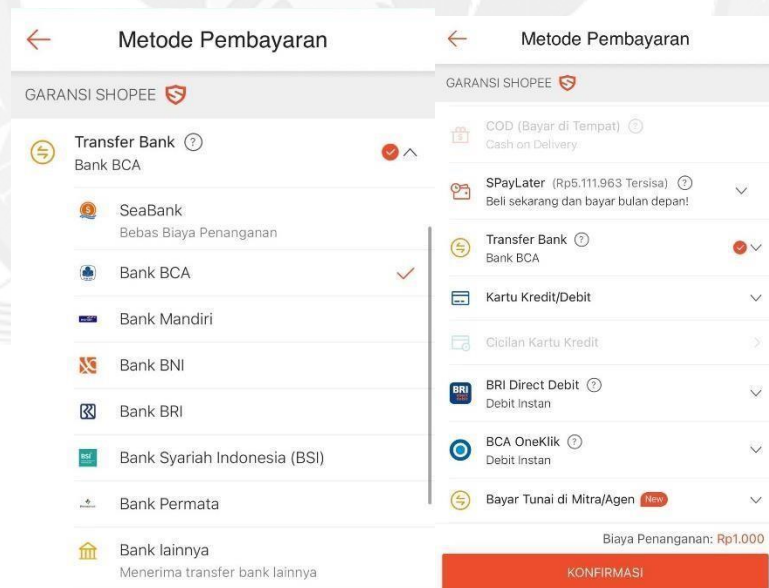 Metode Pembayaran
GARANSI SHOPEE
Transfer Bank ?
Bank BCA
SeaBank
Bebas Biaya Penanganan
Bank BCA
Bank Mandiri
Bank BNI
Bank BRI
BSI
Bank Syariah Indonesia (BSI)
Bank Permata
Bank lainnya
Menerima transfer bank lainnya
Metode Pembayaran
GARANSI SHOPEE
COD (Bayar di Tempat) ?
Cash on Delivery
SPayLater (Rp5.111.963 Tersisa) ?
Beli sekarang dan bayar bulan depan!
Transfer Bank ?
Bank BCA
Kartu Kredit/Debit
Cicilan Kartu Kredit
BRI
BRI Direct Debit ?
Debit Instan
BCA OneKlik ?
Debit Instan
Bayar Tunai di Mitra/Agen New
Biaya Penanganan: Rp1.000
KONFIRMASI